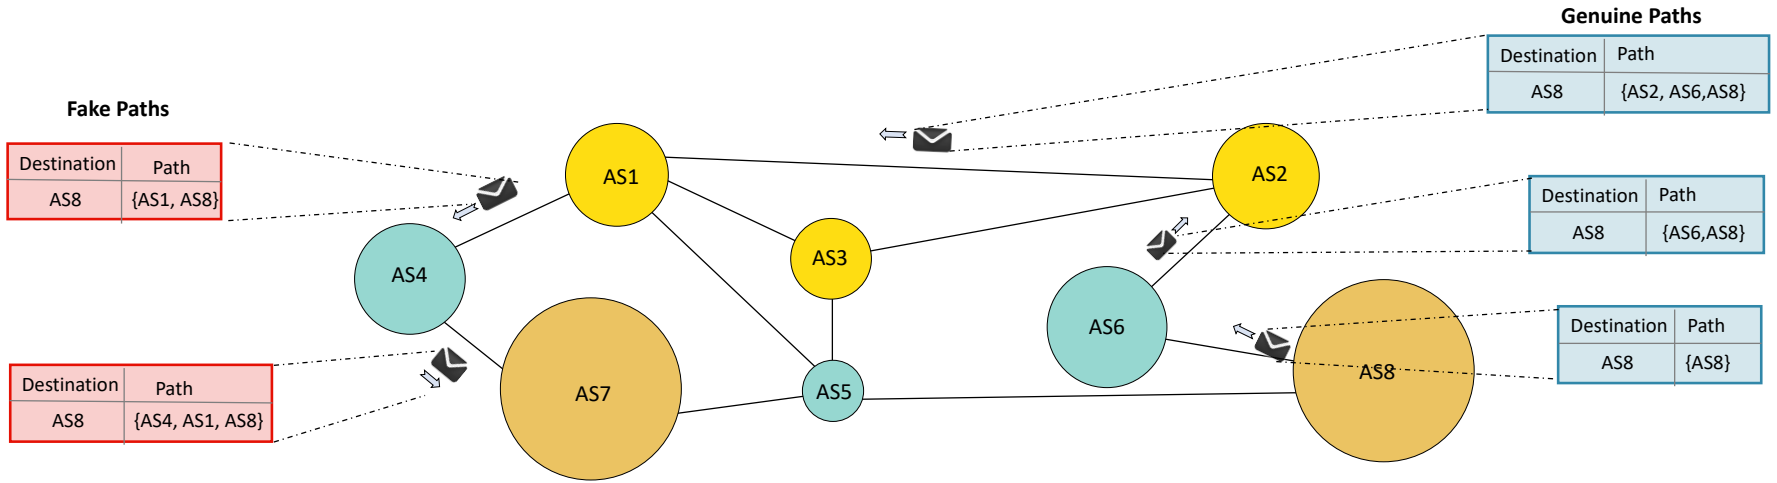 Genuine Paths
Destination Path
AS8 {AS2, AS6,AS8}
Fake Paths
Destination Path
AS8 {AS1, AS8}
AS1
AS2
Destination Path
AS8 {AS6,AS8}
AS3
AS4
AS6
Destination Path
AS8 {AS8}
AS8
Destination Path
AS8 {AS4, AS1, AS8}
AS7
AS5